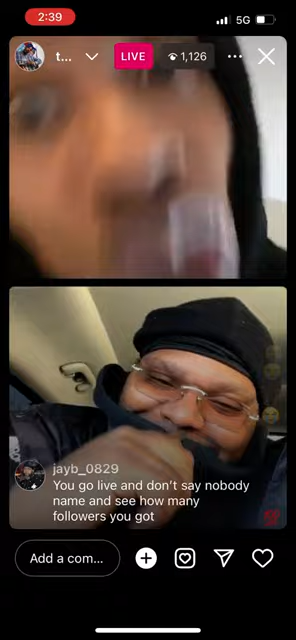 2:39
5G
t...
LIVE
1,126
jayb_0829
You go live and don't say nobody
name and see how many
followers you got
Add a com...